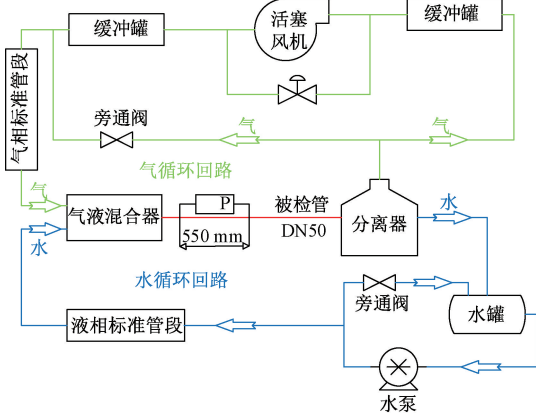 缓冲罐
活塞
风机
缓冲罐
气相标准管段
旁通阀
气
气
气循环回路
气
气液混合器
P
550 mm
被检管
DN50
分离器
水
水
水循环回路
旁通阀
水罐
液相标准管段
水泵